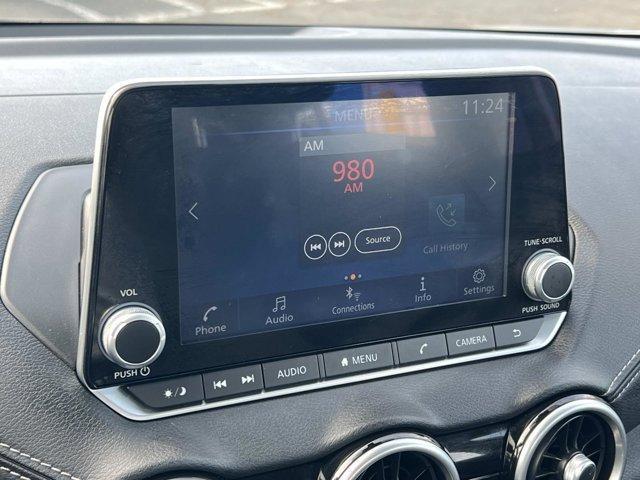 MENU
11:24
AM
980
AM
Source
Call History
Phone
Audio
Connections
Info
Settings
VOL
PUSH
TUNE·SCROLL
PUSH SOUND
AUDIO
MENU
CAMERA